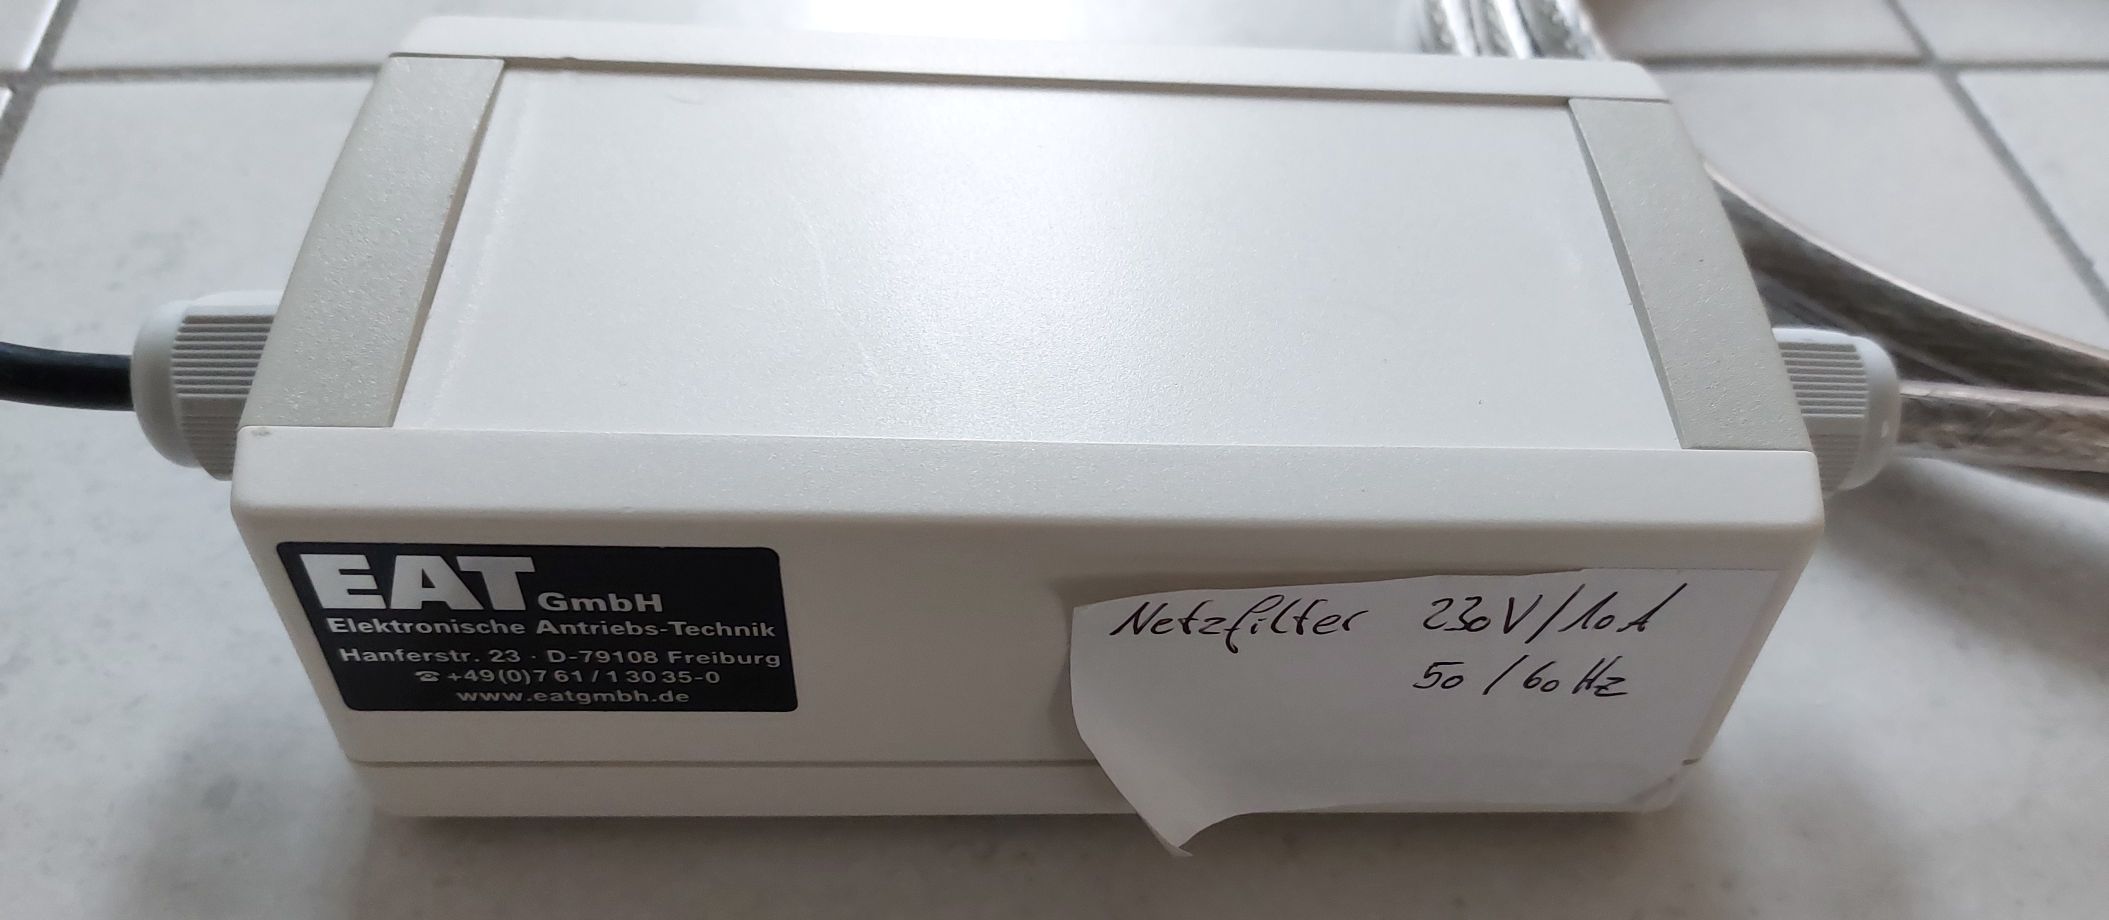 EAT GmbH
Elektronische Antriebs-Technik
Hanferstr. 23 · D-79108 Freiburg
☎ +49(0)7 61/1 30 35-0
www.eatgmbh.de
Netzfilter 230V/10A
50/60Hz